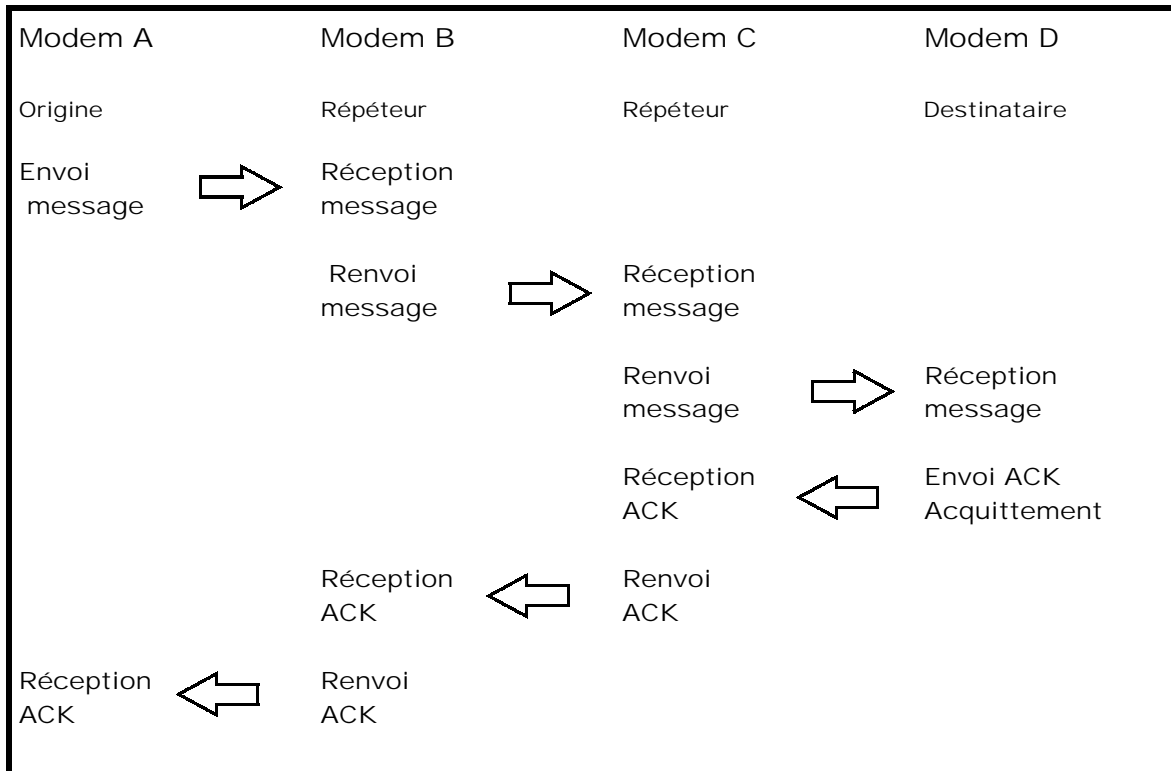 Modem A Modem B Modem C Modem D
Origine Répéteur Répéteur Destinataire
Envoi Réception
message message
Renvoi Réception
message message
Renvoi Réception
message message
Réception Envoi ACK
ACK Acquittement
Réception Renvoi
ACK ACK
Réception Renvoi
ACK ACK